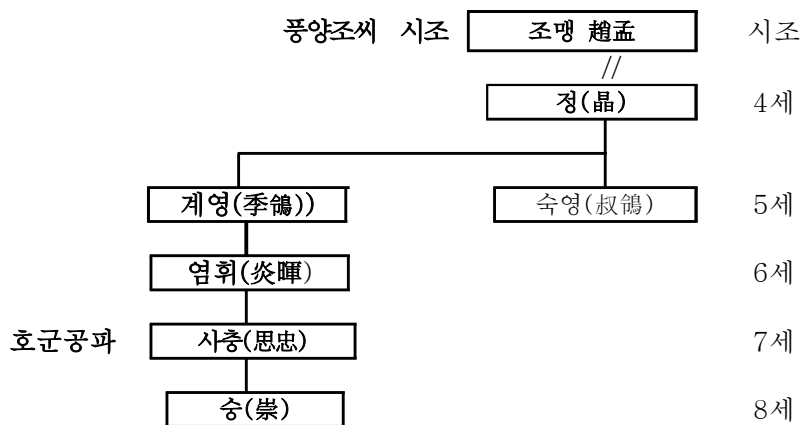 풍양조씨 시조 조맹 趙孟 시조
//
정(晶) 4세
계영(季鴒)) 숙영(叔鴒) 5세
염휘(炎暉) 6세
호군공파 사충(思忠) 7세
숭(崇) 8세